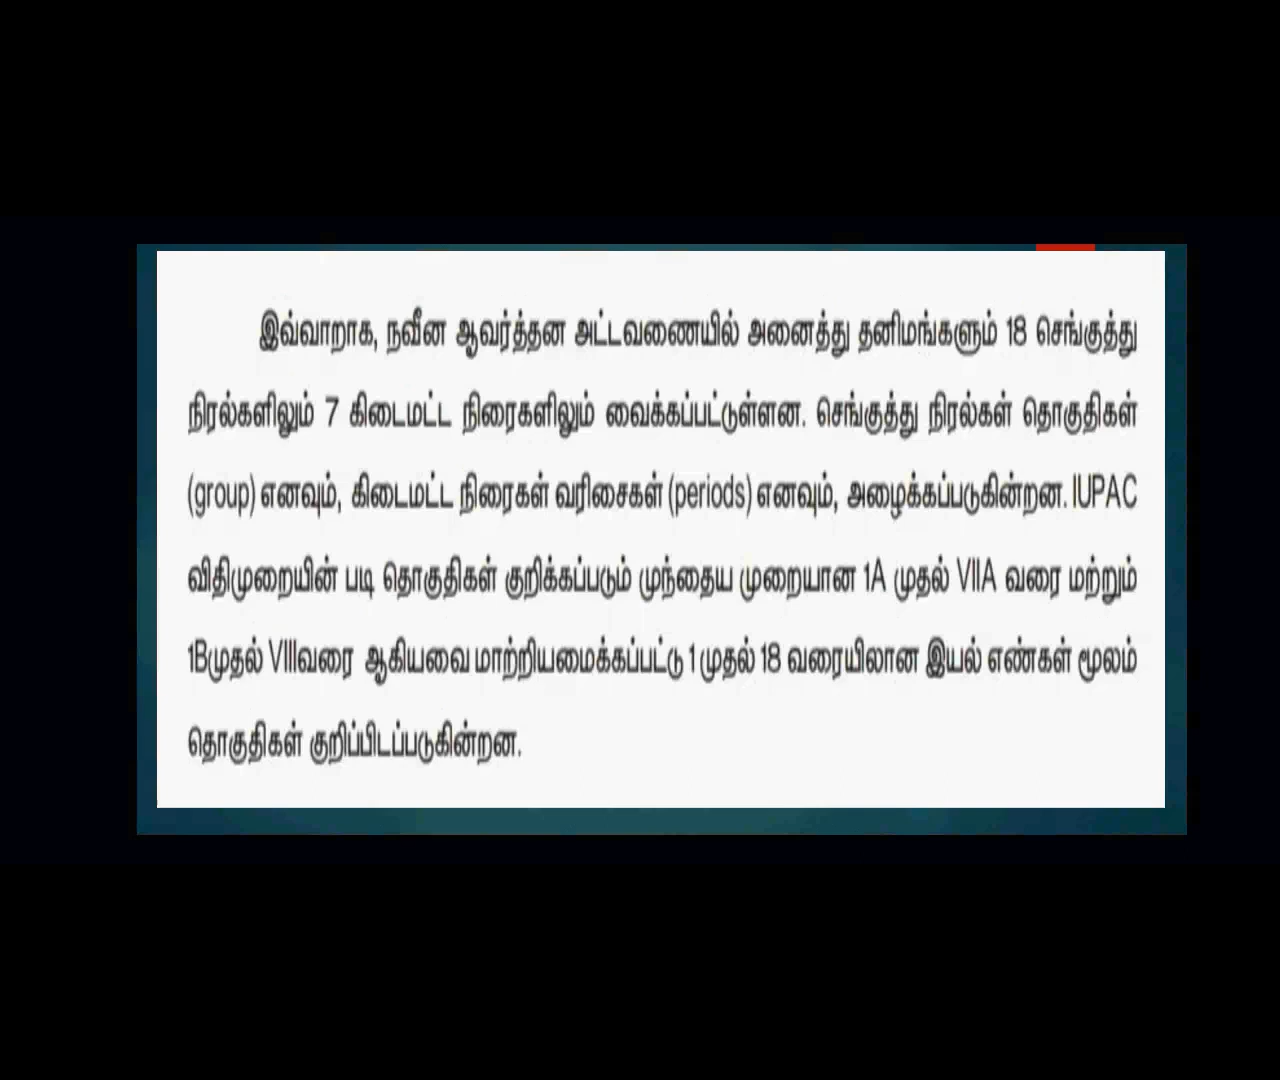 இவ்வாறாக, நவீன ஆவர்த்தன அட்டவணையில் அனைத்து தனிமங்களும் 18 செங்குத்து
நிரல்களிலும் 7 கிடைமட்ட நிரைகளிலும் வைக்கப்பட்டுள்ளன. செங்குத்து நிரல்கள் தொகுதிகள்
(group) எனவும், கிடைமட்ட நிரைகள் வரிசைகள் (periods) எனவும், அழைக்கப்படுகின்றன. IUPAC
விதிமுறையின் படி தொகுதிகள் குறிக்கப்படும் முந்தைய முறையான 1A முதல் VIIA வரை மற்றும்
1Bமுதல் VIIIவரை ஆகியவை மாற்றியமைக்கப்பட்டு 1 முதல் 18 வரையிலான இயல் எண்கள் மூலம்
தொகுதிகள் குறிப்பிடப்படுகின்றன.